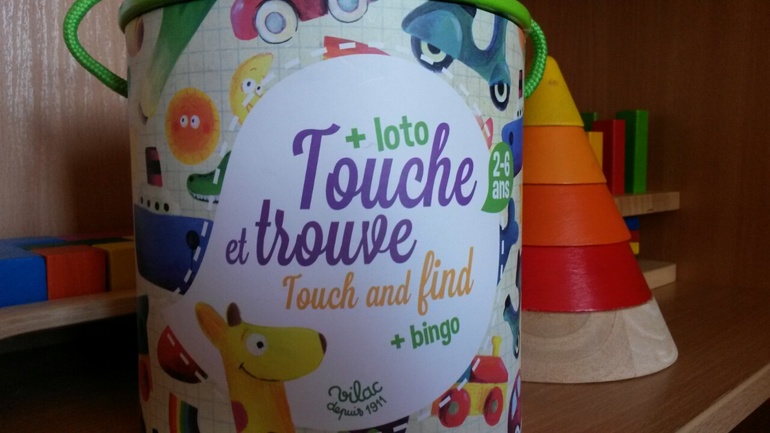 + loto
Touche
2-6
ans
et trouve
Touch and find
+ bingo
vilac
depuis 1911